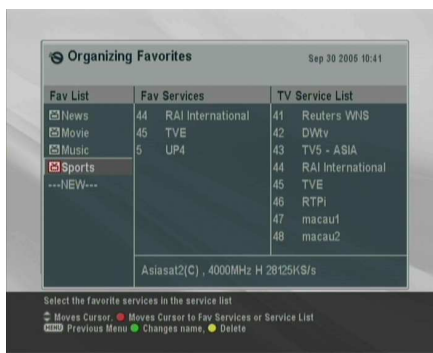 Organizing Favorites
Sep 30 2005 10:41
Fav List
Fav Services
TV Service List
News
Movie
Music
Sports
---NEW---
44 RAI International
45 TVE
5 UP4
41 Reuters WNS
42 DWtv
43 TV5 - ASIA
44 RAI International
45 TVE
46 RTPi
47 macau1
48 macau2
Asiasat2(C) , 4000MHz H 28125KS/s
Select the favorite services in the service list
Moves Cursor, Moves Cursor to Fav Services or Service List
MENU Previous Menu Changes name, Delete